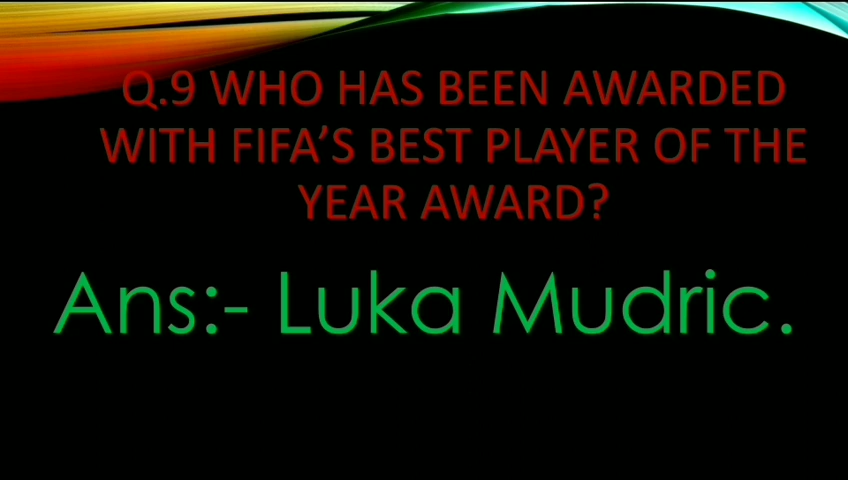 Q.9 WHO HAS BEEN AWARDED
WITH FIFA’S BEST PLAYER OF THE
YEAR AWARD?
Ans:- Luka Mudric.